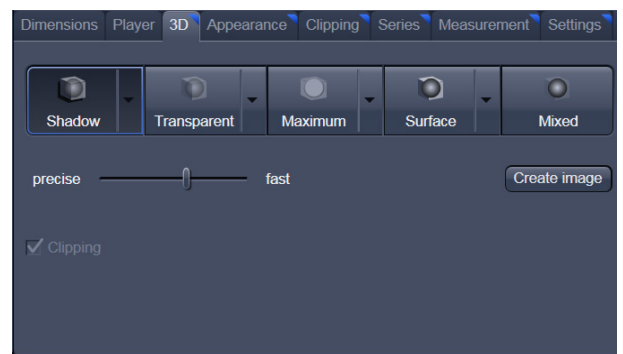 Dimensions Player 3D Appearance Clipping Series Measurement Settings
Shadow Transparent Maximum Surface Mixed
precise fast Create image
Clipping